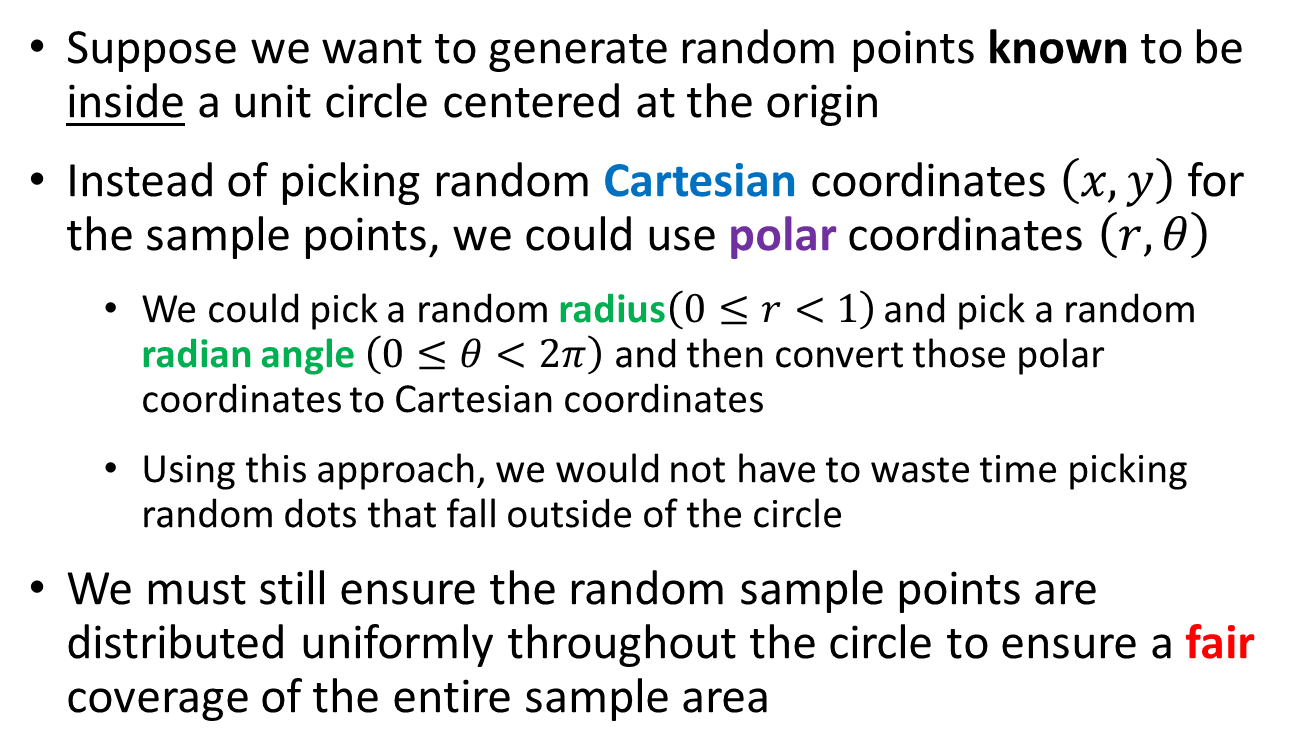 • Suppose we want to generate random points known to be
inside a unit circle centered at the origin
• Instead of picking random Cartesian coordinates (x, y) for
the sample points, we could use polar coordinates (r, θ)
• We could pick a random radius(0 ≤ r < 1) and pick a random
radian angle (0 ≤ θ < 2π) and then convert those polar
coordinates to Cartesian coordinates
• Using this approach, we would not have to waste time picking
random dots that fall outside of the circle
• We must still ensure the random sample points are
distributed uniformly throughout the circle to ensure a fair
coverage of the entire sample area